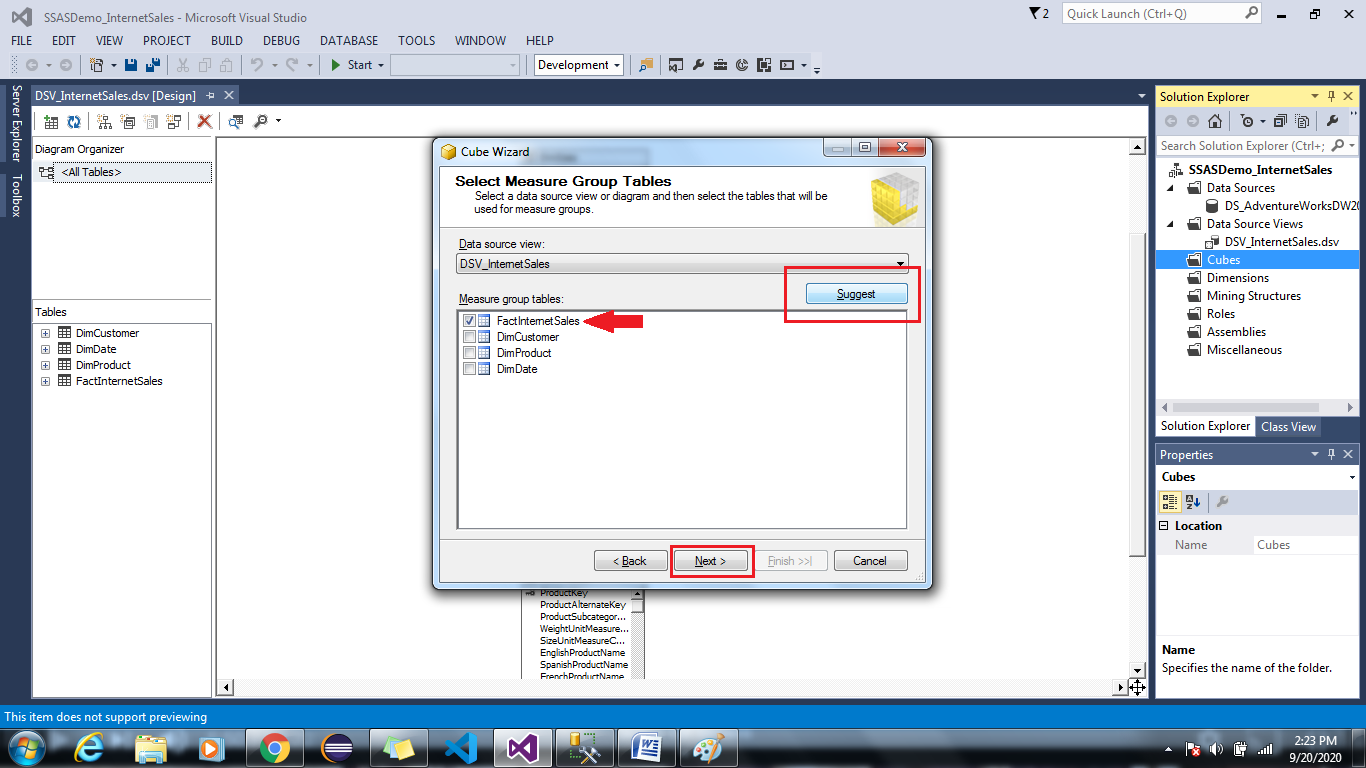 SSASDemo_InternetSales - Microsoft Visual Studio
2
Quick Launch (Ctrl+Q)
FILE EDIT VIEW PROJECT BUILD DEBUG DATABASE TOOLS WINDOW HELP
Start
Development
Server Explorer
Toolbox
DSV_InternetSales.dsv [Design]
Diagram Organizer
<All Tables>
Tables
DimCustomer
DimDate
DimProduct
FactInternetSales
Cube Wizard
Select Measure Group Tables
Select a data source view or diagram and then select the tables that will be
used for measure groups.
Data source view:
DSV_InternetSales
Suggest
Measure group tables:
FactInternetSales
DimCustomer
DimProduct
DimDate
< Back
Next >
Finish >>|
Cancel
ProductKey
ProductAlternateKey
ProductSubcategor...
WeightUnitMeasure...
SizeUnitMeasureC...
EnglishProductName
SpanishProductName
FrenchProductName
Solution Explorer
Search Solution Explorer (Ctrl+;
SSASDemo_InternetSales
Data Sources
DS_AdventureWorksDW20
Data Source Views
DSV_InternetSales.dsv
Cubes
Dimensions
Mining Structures
Roles
Assemblies
Miscellaneous
Solution Explorer Class View
Properties
Cubes
Location
Name Cubes
Name
Specifies the name of the folder.
This item does not support previewing
2:23 PM
9/20/2020